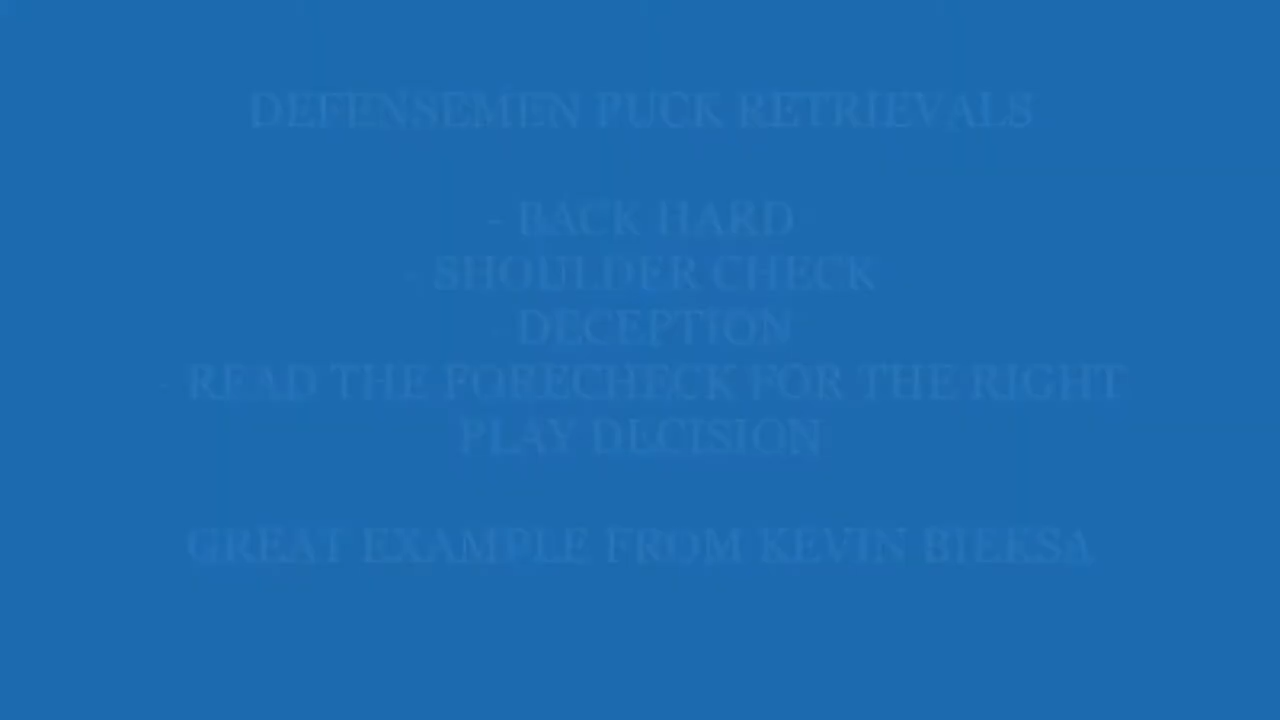 DEFENSEMEN PUCK RETRIEVALS
- BACK HARD
- SHOULDER CHECK
- DECEPTION
- READ THE FORECHECK FOR THE RIGHT
PLAY DECISION
GREAT EXAMPLE FROM KEVIN BIEKSA